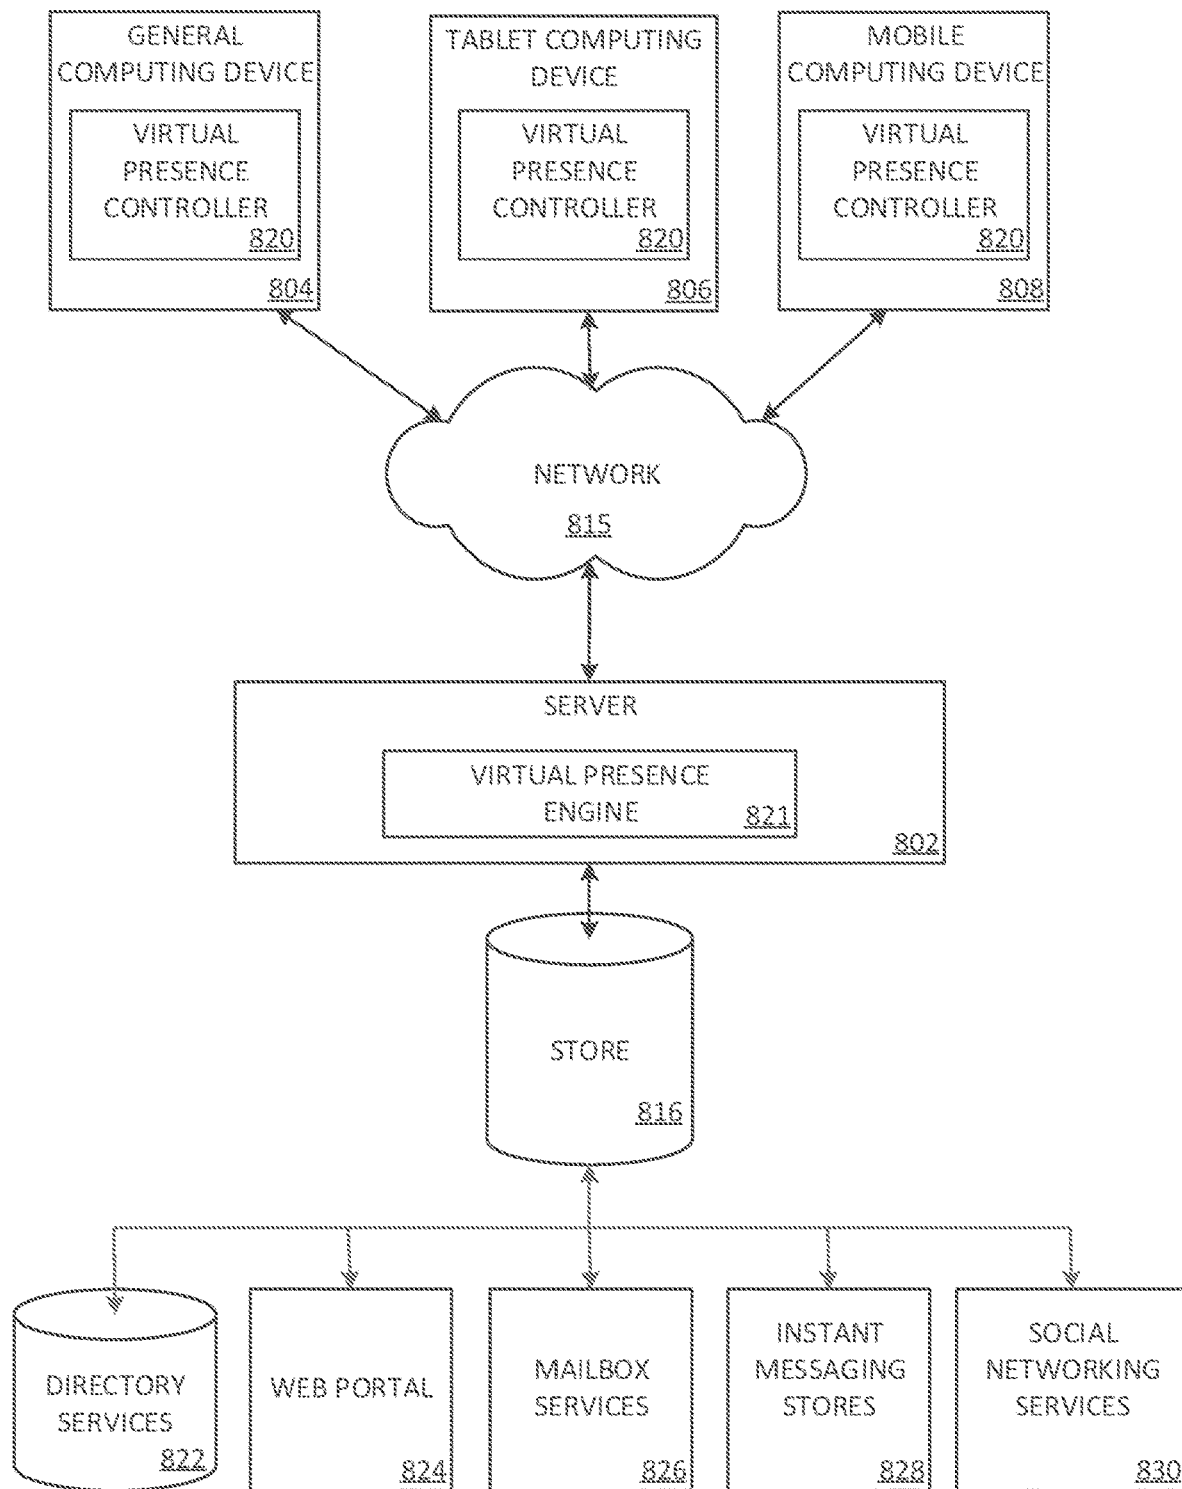 GENERAL
COMPUTING DEVICE
VIRTUAL
PRESENCE
CONTROLLER
820
804
TABLET COMPUTING
DEVICE
VIRTUAL
PRESENCE
CONTROLLER
820
806
MOBILE
COMPUTING DEVICE
VIRTUAL
PRESENCE
CONTROLLER
820
808
NETWORK
815
SERVER
VIRTUAL PRESENCE
ENGINE
821
802
STORE
816
DIRECTORY
SERVICES
822
WEB PORTAL
824
MAILBOX
SERVICES
826
INSTANT
MESSAGING
STORES
828
SOCIAL
NETWORKING
SERVICES
830